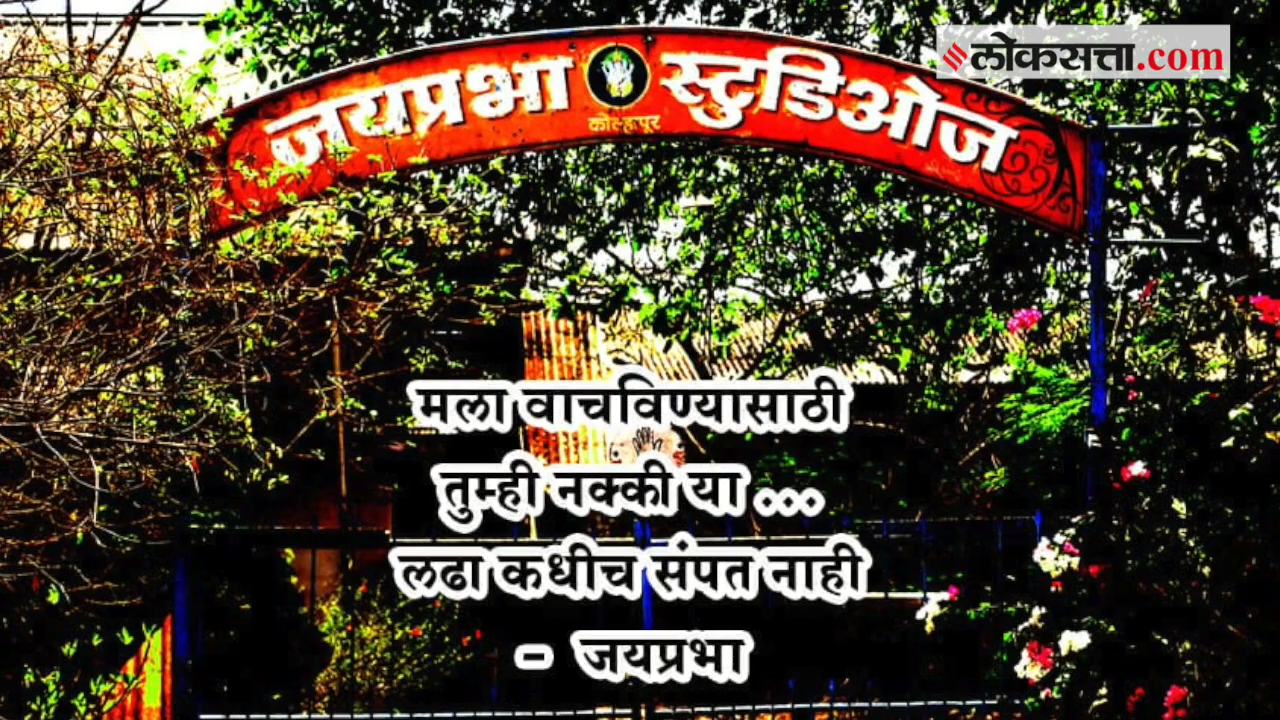 लोकसत्ता.com
जयप्रभा स्टुडिओज
कोल्हापूर
मला वाचविण्यासाठी
तुम्ही नक्की या ...
लढा कधीच संपत नाही
- जयप्रभा